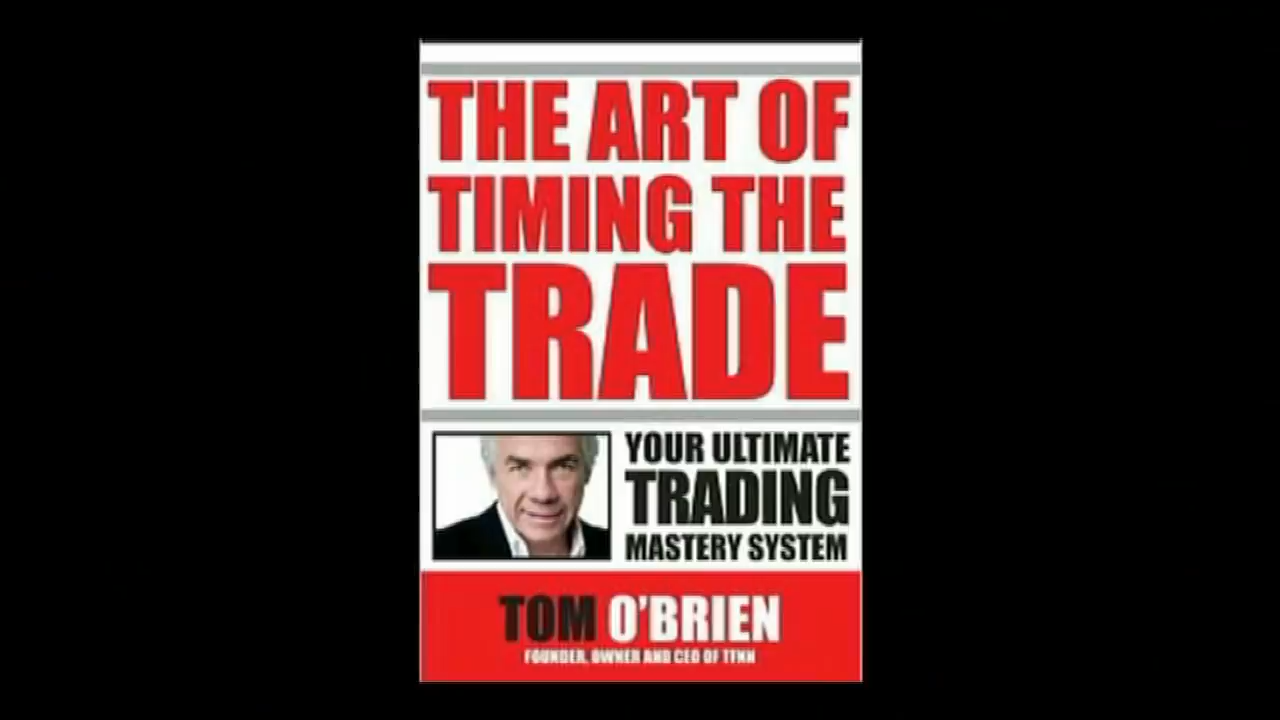 THE ART OF
TIMING THE
TRADE
YOUR ULTIMATE
TRADING
MASTERY SYSTEM
TOM O'BRIEN
FOUNDER, OWNER AND CEO OF TFNN